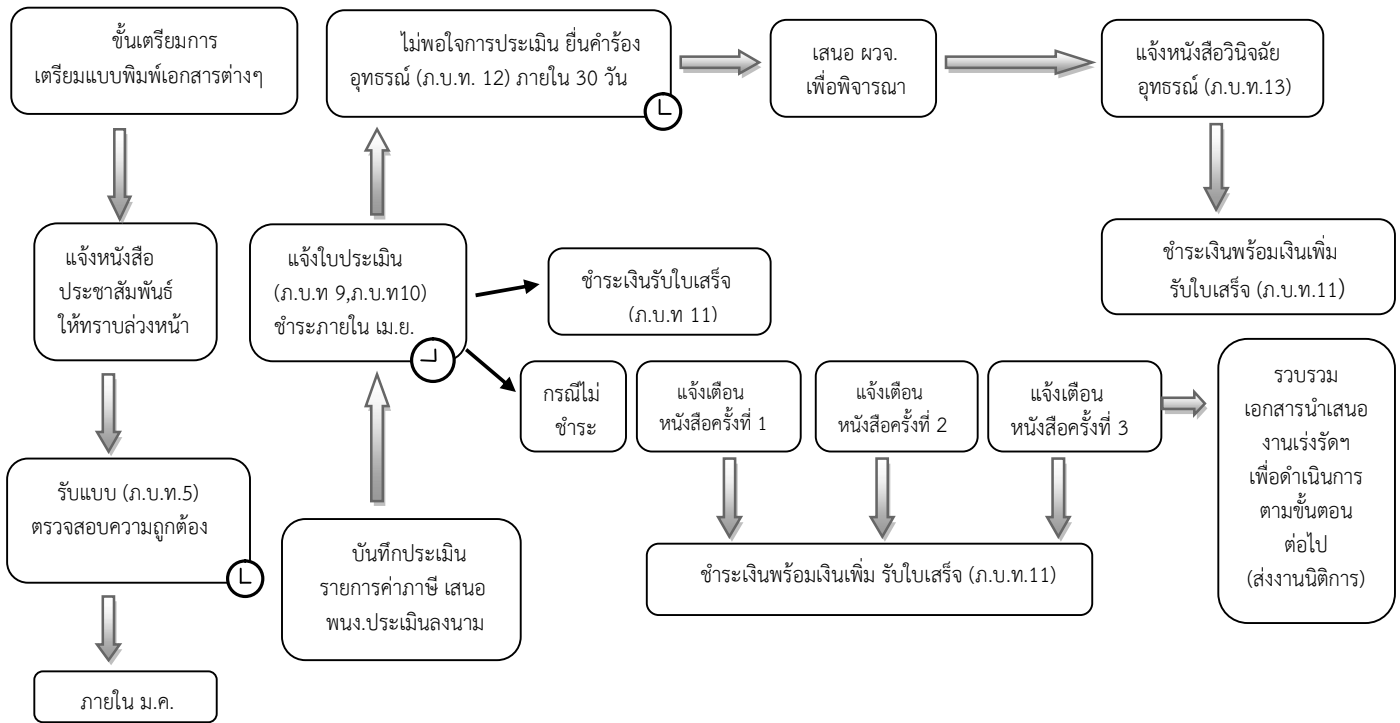 ขั้นเตรียมการ
เตรียมแบบพิมพ์เอกสารต่างๆ
แจ้งหนังสือ
ประชาสัมพันธ์
ให้ทราบล่วงหน้า
รับแบบ (ภ.บ.ท.5)
ตรวจสอบความถูกต้อง
ภายใน ม.ค.
บันทึกประเมิน
รายการค่าภาษี เสนอ
พนง.ประเมินลงนาม
แจ้งใบประเมิน
(ภ.บ.ท 9,ภ.บ.ท10)
ชำระภายใน เม.ย.
ไม่พอใจการประเมิน ยื่นคำร้อง
อุทธรณ์ (ภ.บ.ท. 12) ภายใน 30 วัน
เสนอ ผวจ.
เพื่อพิจารณา
แจ้งหนังสือวินิจฉัย
อุทธรณ์ (ภ.บ.ท.13)
ชำระเงินพร้อมเงินเพิ่ม
รับใบเสร็จ (ภ.บ.ท.11)
ชำระเงินรับใบเสร็จ
(ภ.บ.ท 11)
กรณีไม่
ชำระ
แจ้งเตือน
หนังสือครั้งที่ 1
แจ้งเตือน
หนังสือครั้งที่ 2
แจ้งเตือน
หนังสือครั้งที่ 3
ชำระเงินพร้อมเงินเพิ่ม รับใบเสร็จ (ภ.บ.ท.11)
รวบรวม
เอกสารนำเสนอ
งานเร่งรัดฯ
เพื่อดำเนินการ
ตามขั้นตอน
ต่อไป
(ส่งงานนิติการ)